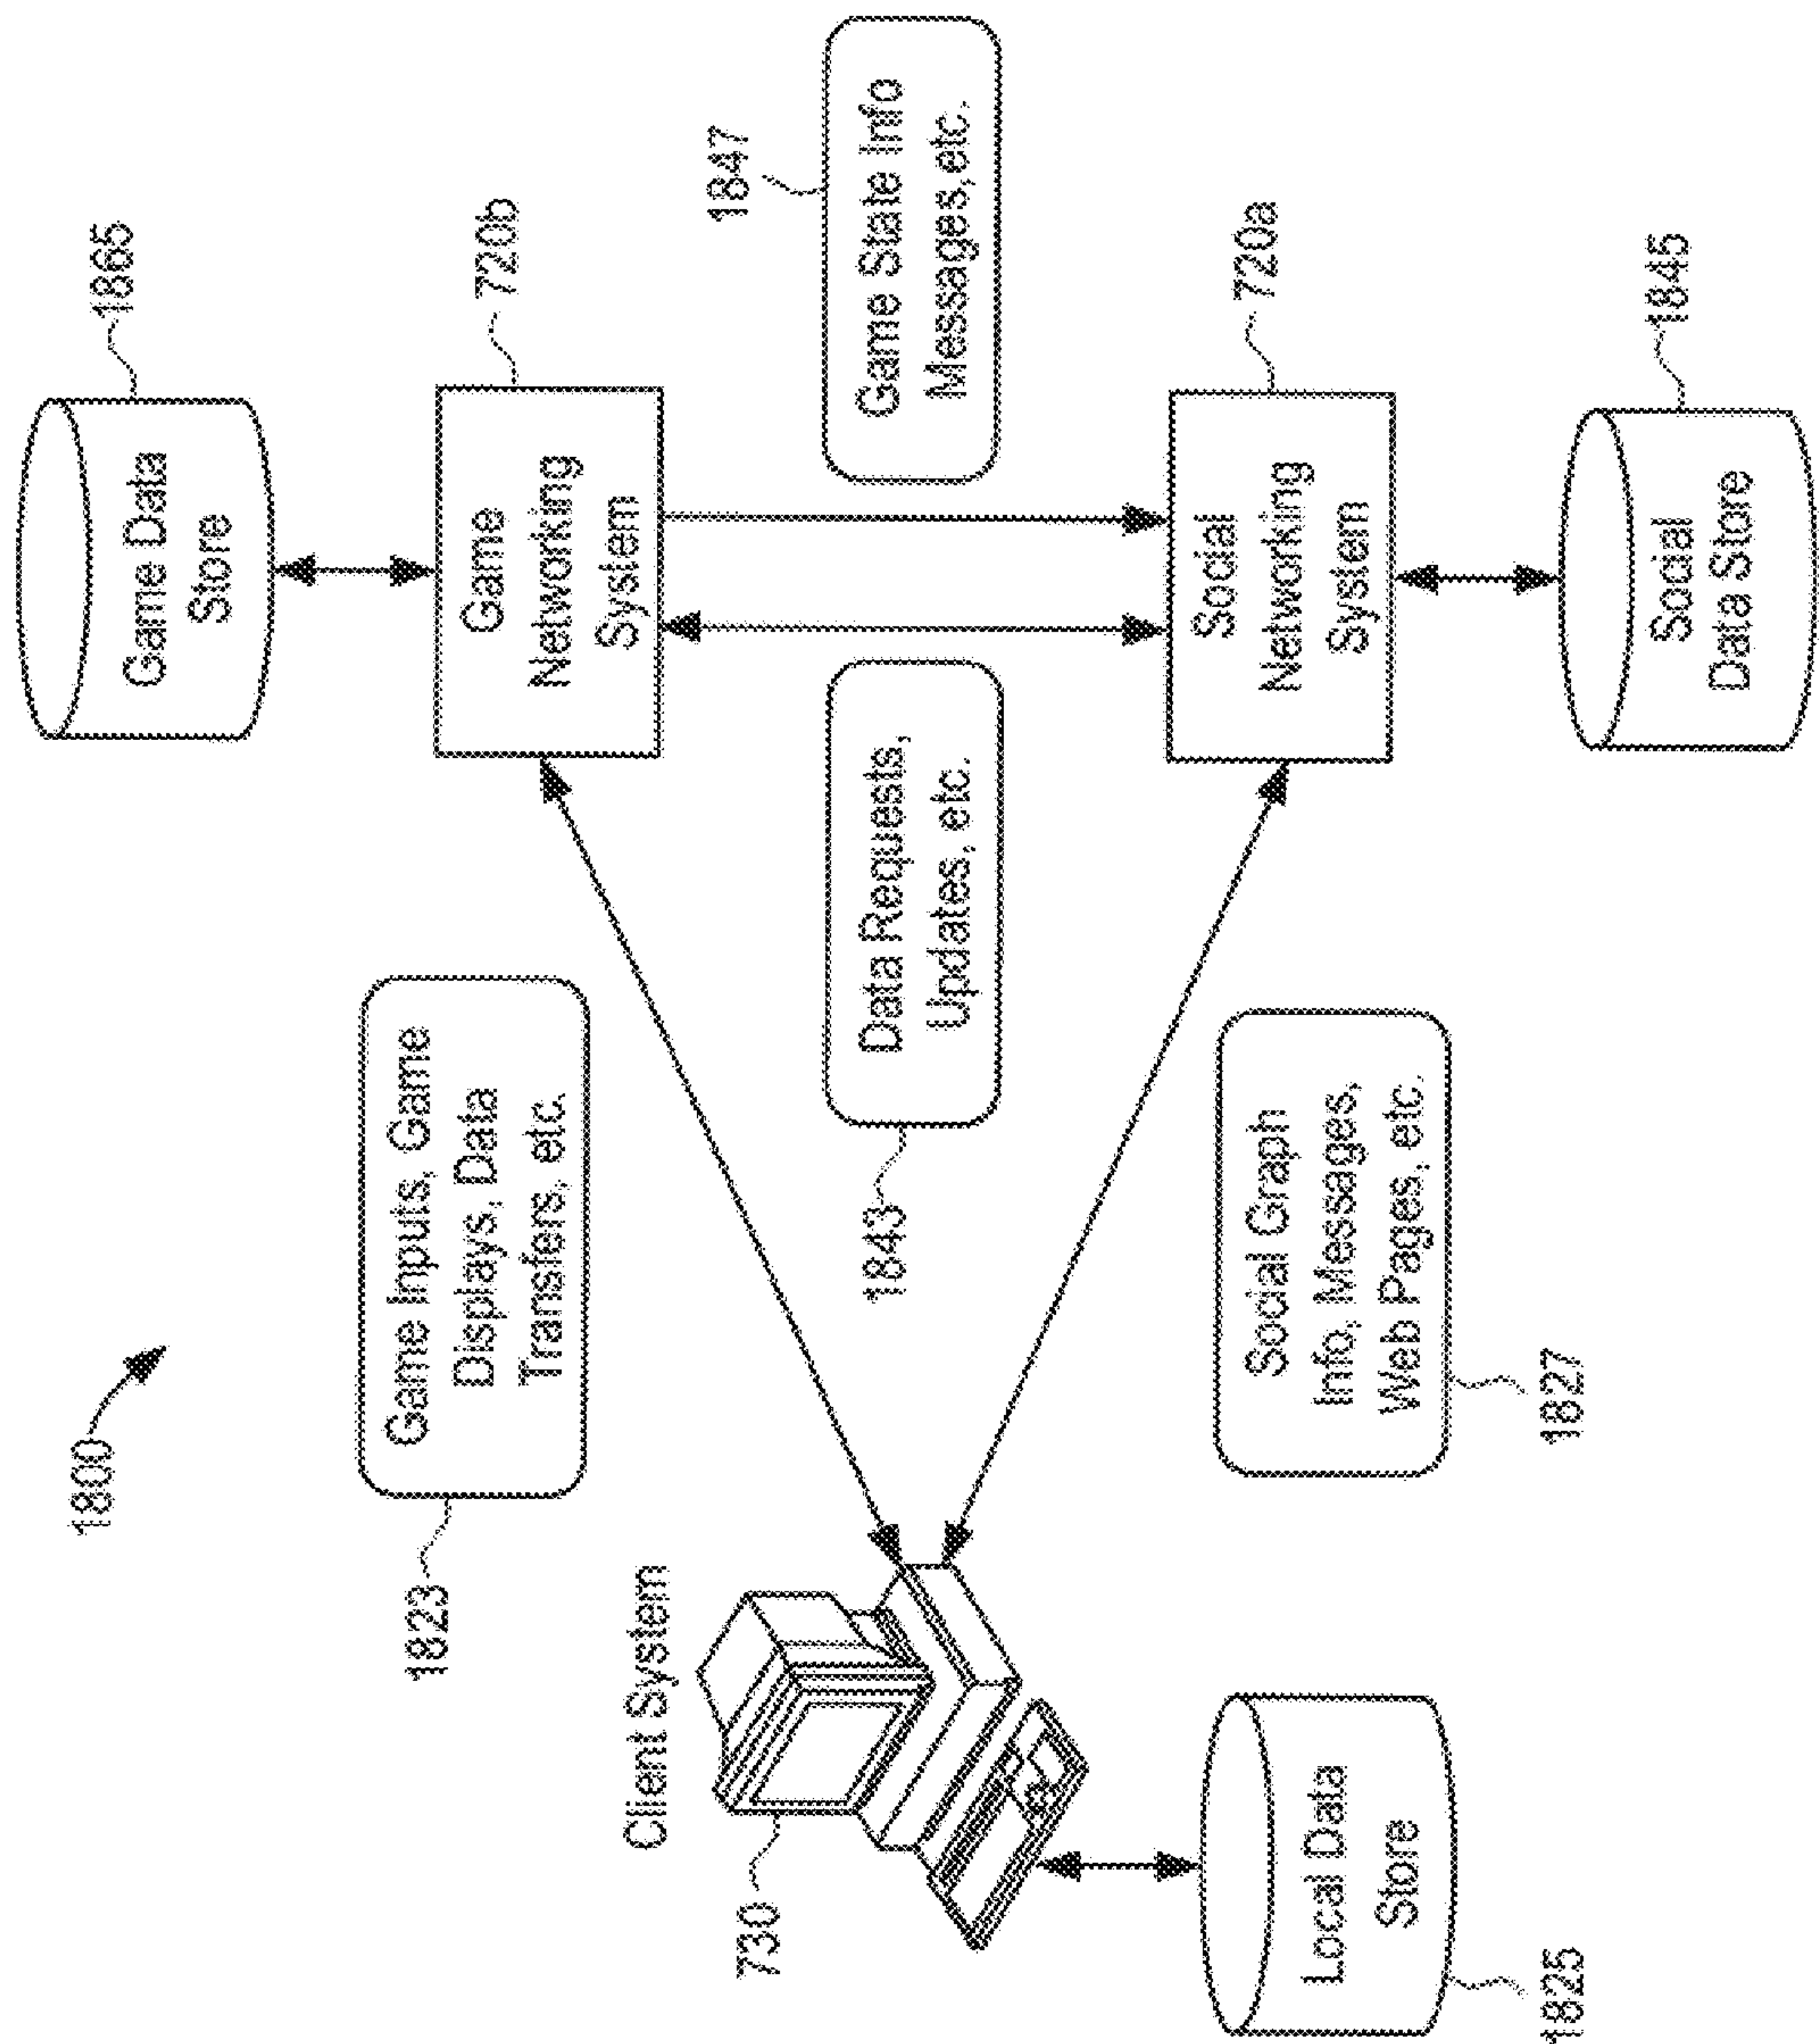 1800
1865
Game Data
Store
720b
Game
Networking
System
1823
Game Inputs, Game
Displays, Data
Transfers, etc.
Client System
730
1843
Data Requests,
Updates, etc.
1847
Game State Info
Messages,etc.
720a
Social
Networking
System
Social Graph
Info, Messages,
Web Pages, etc.
1827
Local Data
Store
1825
1845
Social
Data Store